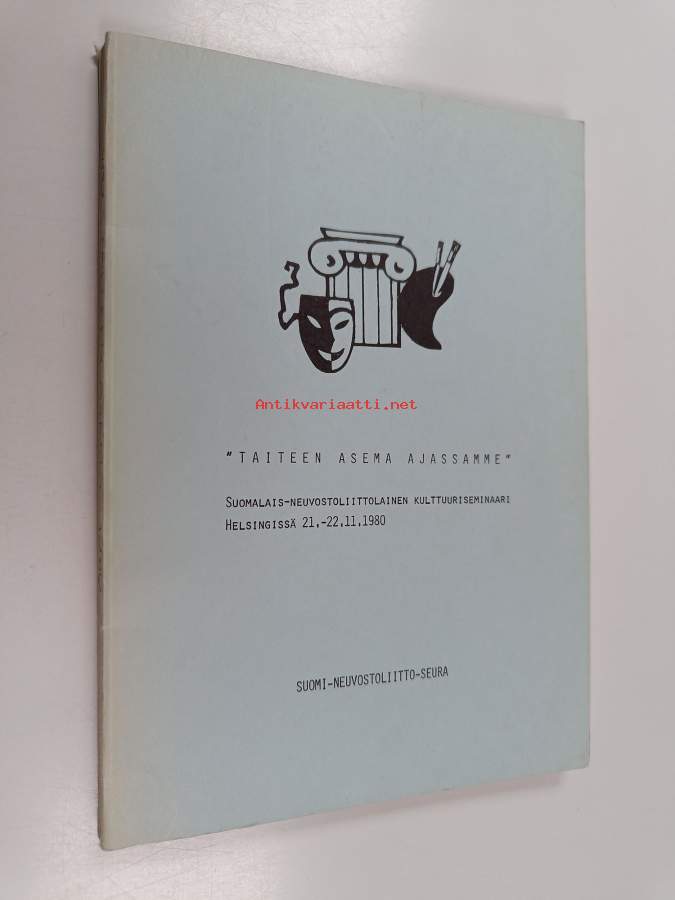 Antikvariaatti.net
"TAITEEN ASEMA AJASSAMME"
SUOMALAIS-NEUVOSTOLIITTOLAINEN KULTTUURISEMINAARI
HELSINGISSÄ 21.-22.11.1980
SUOMI-NEUVOSTOLIITTO-SEURA